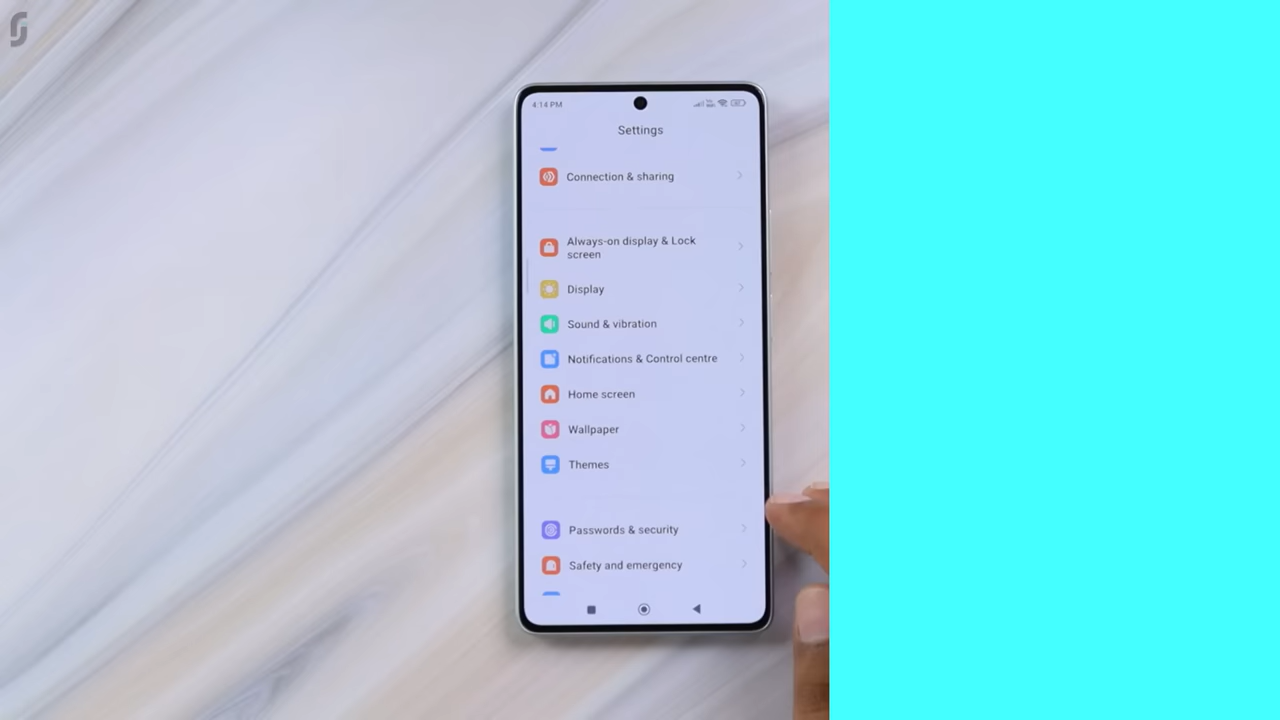 4:14 PM
Settings
Connection & sharing
Always-on display & Lock
screen
Display
Sound & vibration
Notifications & Control centre
Home screen
Wallpaper
Themes
Passwords & security
Safety and emergency